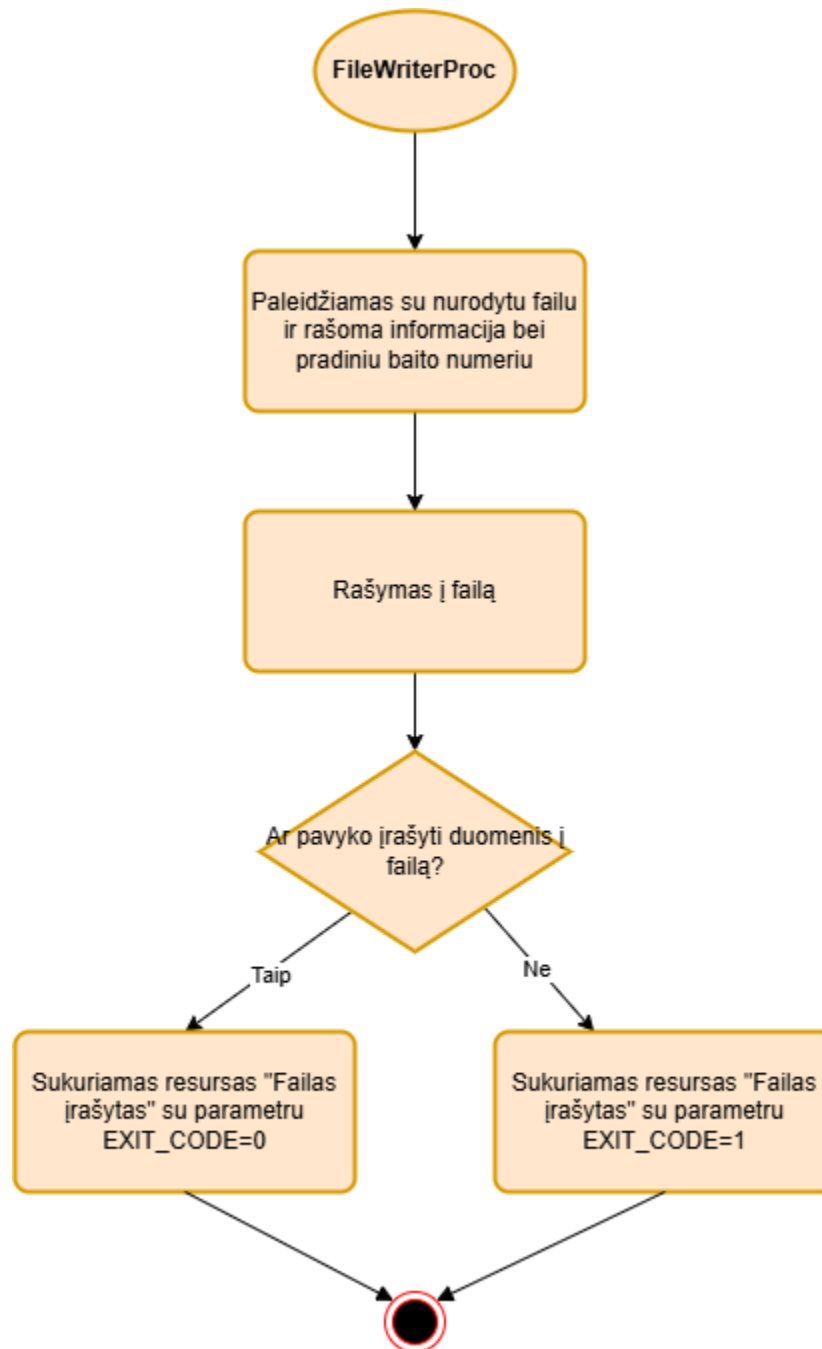 FileWriterProc
Paleidžiamas su nurodytu failu
ir rašoma informacija bei
pradiniu baito numeriu
Rašymas į failą
Ar pavyko įrašyti duomenis į
failą?
Taip
Ne
Sukuriamas resursas "Failas
įrašytas" su parametru
EXIT_CODE=0
Sukuriamas resursas "Failas
įrašytas" su parametru
EXIT_CODE=1